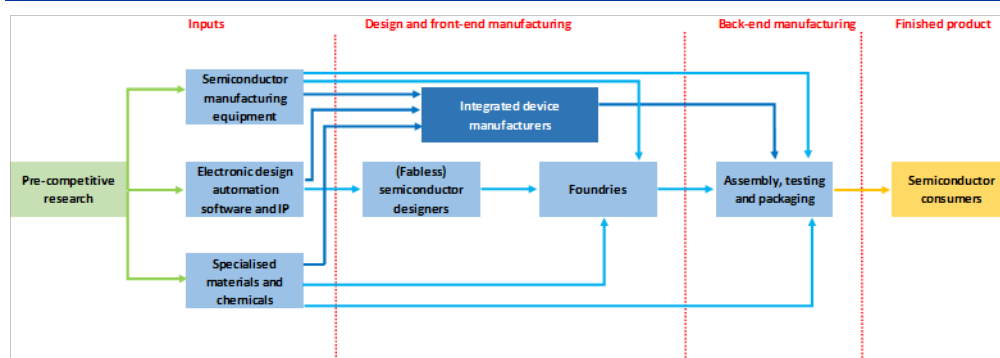 Inputs
Design and front-end manufacturing
Back-end manufacturing
Finished product
Semiconductor
manufacturing
equipment
Integrated device
manufacturers
Pre-competitive
research
Electronic design
automation
software and IP
(Fabless)
semiconductor
designers
Foundries
Assembly, testing
and packaging
Semiconductor
consumers
Specialised
materials and
chemicals